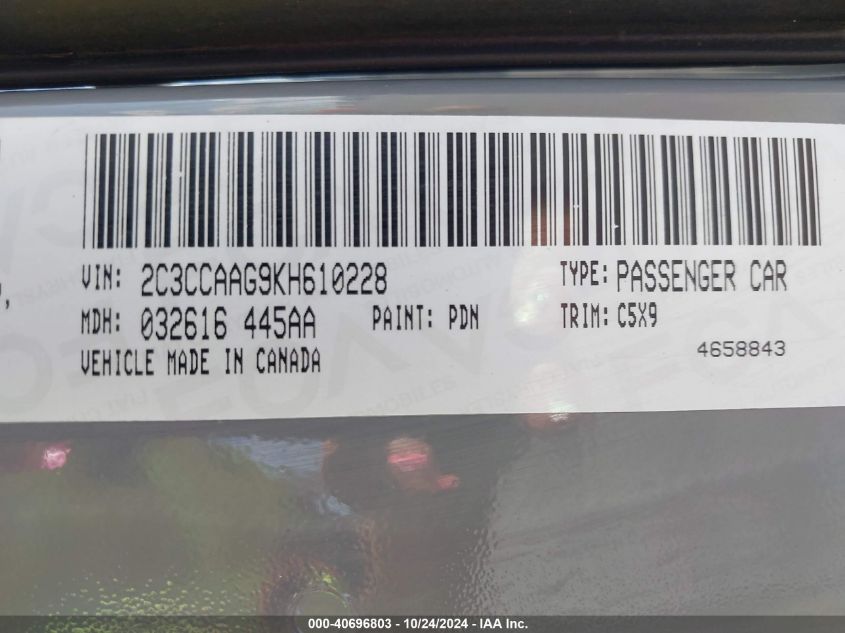 VIN: 2C3CCAAG9KH610228 TYPE: PASSENGER CAR
MDH: 032616 445AA PAINT: PDN TRIM: C5X9
VEHICLE MADE IN CANADA 4658843
000-40696803 - 10/24/2024 - IAA Inc.